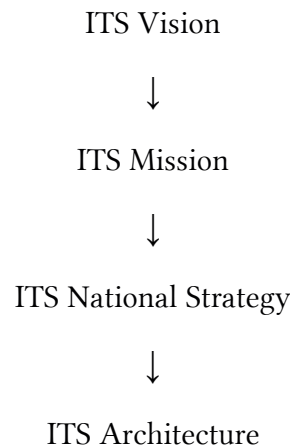 ITS Vision
↓
ITS Mission
↓
ITS National Strategy
↓
ITS Architecture